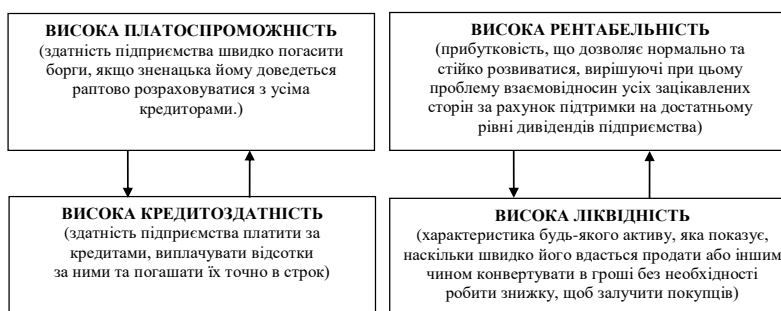 ВИСОКА ПЛАТОСПРОМОЖНІСТЬ
(здатність підприємства швидко погасити
борги, якщо зненацька йому доведеться
раптово розраховуватися з усіма
кредиторами.)
ВИСОКА РЕНТАБЕЛЬНІСТЬ
(прибутковість, що дозволяє нормально та
стійко розвиватися, вирішуючі при цьому
проблему взаємовідносин усіх зацікавлених
сторін за рахунок підтримки на достатньому
рівні дивідендів підприємства)
ВИСОКА КРЕДИТОЗДАТНІСТЬ
(здатність підприємства платити за
кредитами, виплачувати відсотки
за ними та погашати їх точно в строк)
ВИСОКА ЛІКВІДНІСТЬ
(характеристика будь-якого активу, яка показує,
наскільки швидко його вдасться продати або іншим
чином конвертувати в гроші без необхідності
робити знижку, щоб залучити покупців)